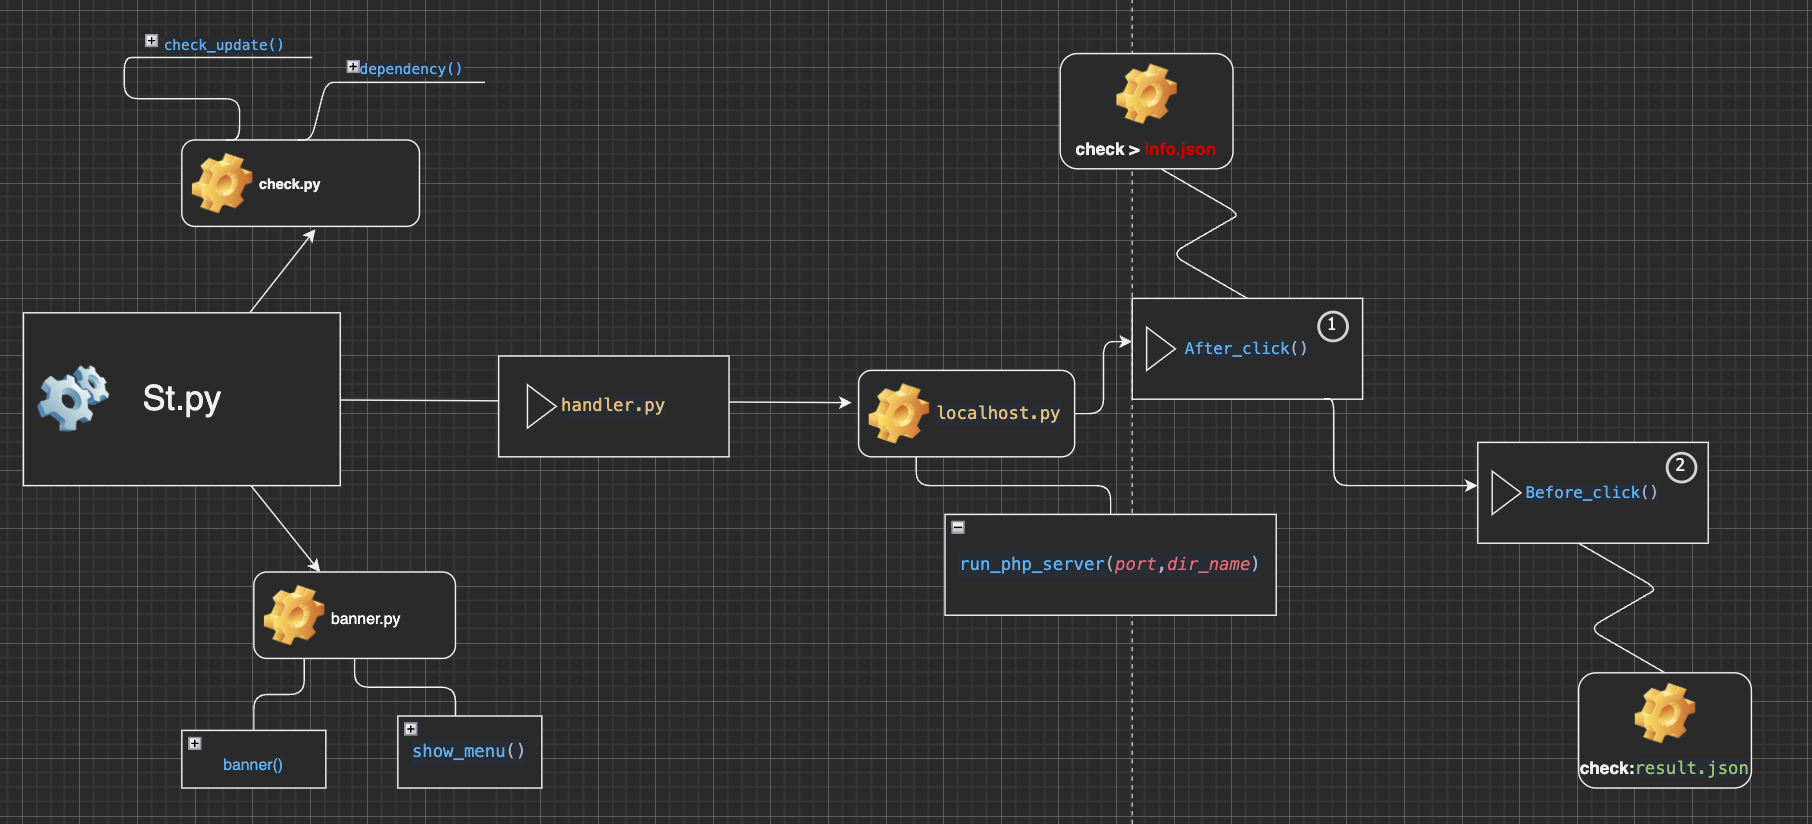 check_update()
dependency()
check > info.json
check.py
After_click()
1
St.py
handler.py
localhost.py
Before_click()
2
run_php_server(port,dir_name)
banner.py
banner()
show_menu()
check:result.json